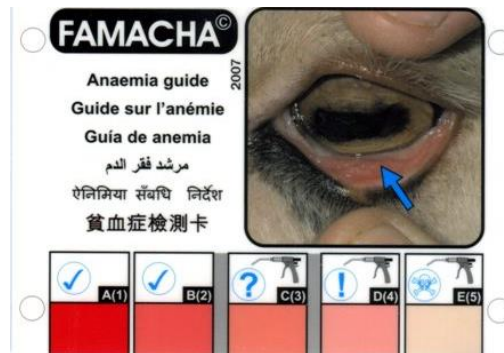 FAMACHA©
2007
Anaemia guide
Guide sur l'anémie
Guía de anemia
مرشد فقر الدم
ऐनिमिया सँबधि निर्देश
貧血症檢測卡
A(1)
B(2)
?
C(3)
!
D(4)
E(5)